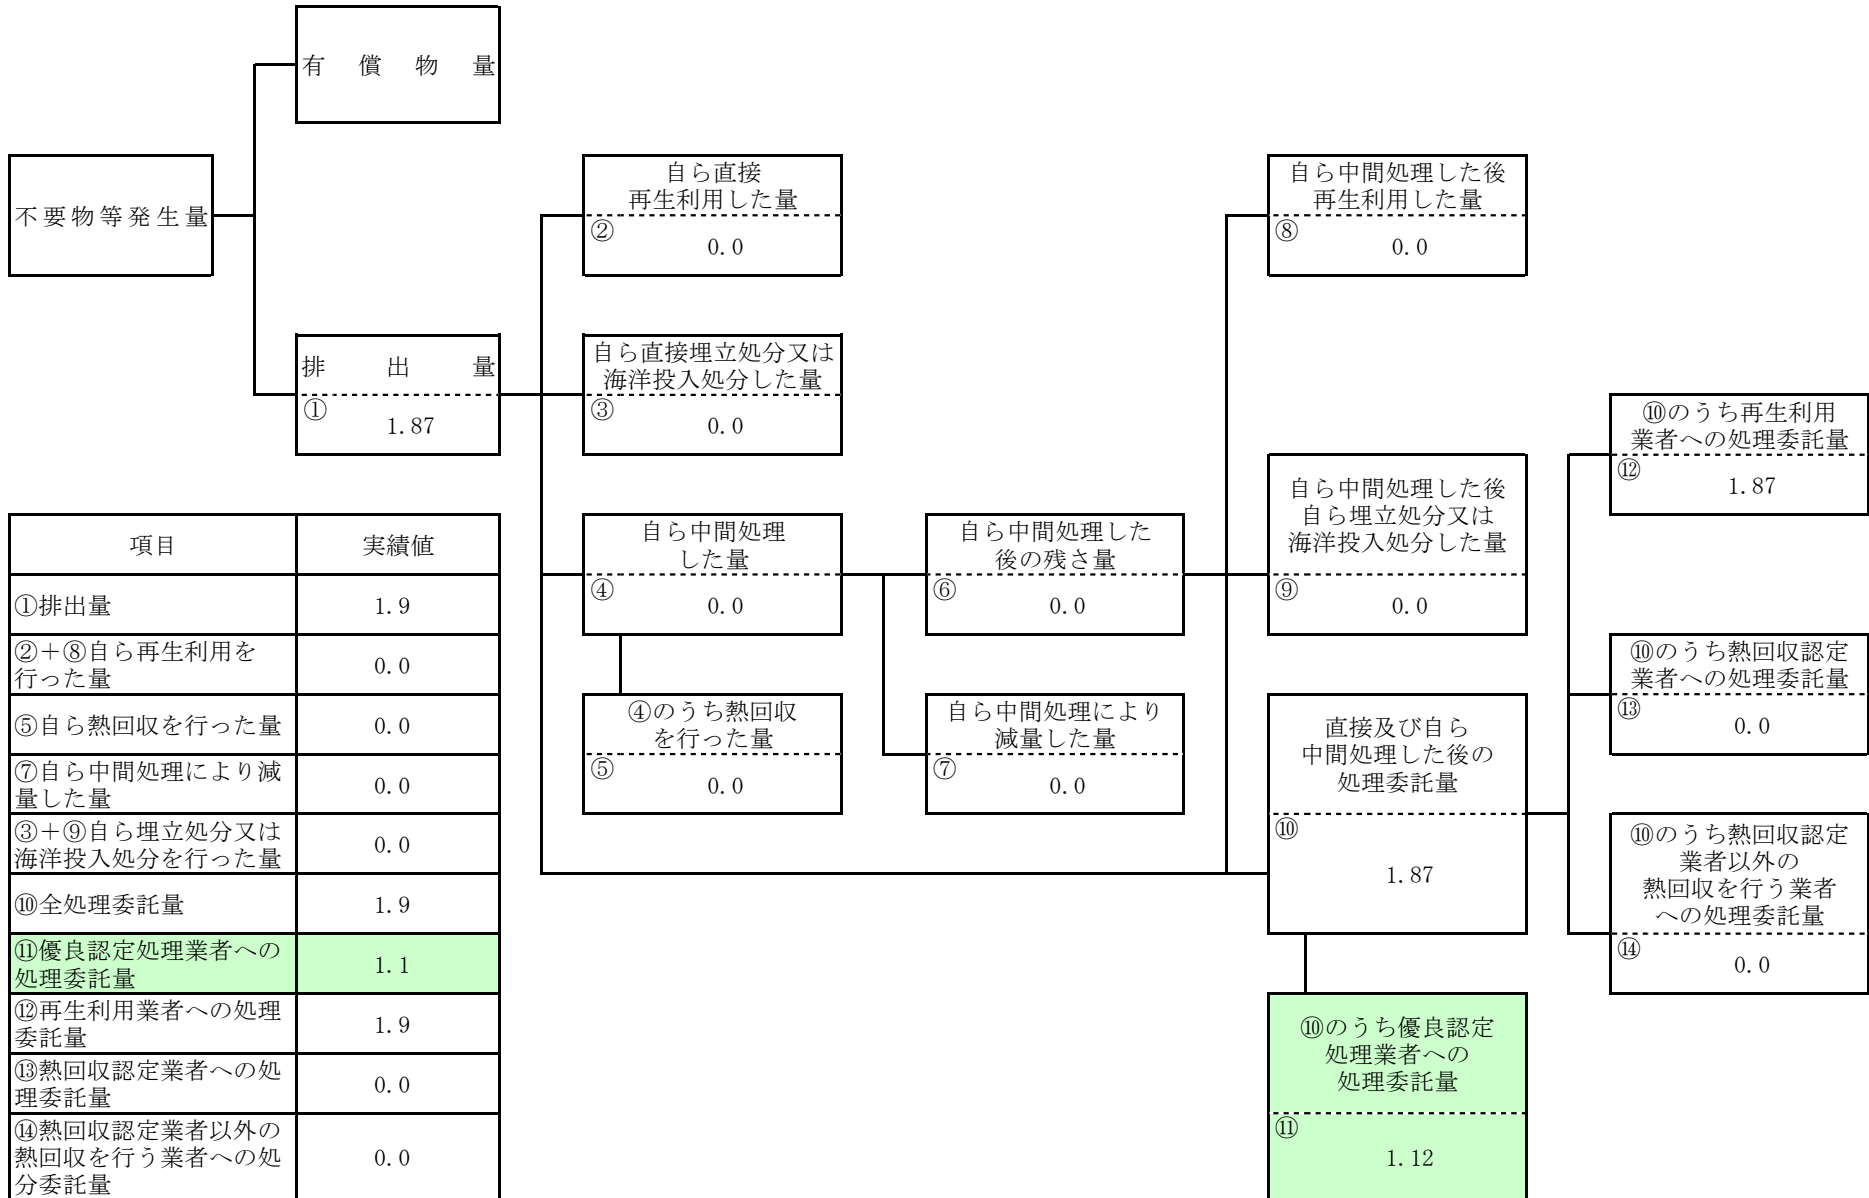 有償物量
不要物等発生量
排出量
①
1.87
自ら直接
再生利用した量
②
0.0
自ら直接埋立処分又は
海洋投入処分した量
③
0.0
自ら中間処理
した量
④
0.0
④のうち熱回収
を行った量
⑤
0.0
自ら中間処理した
後の残さ量
⑥
0.0
自ら中間処理により
減量した量
⑦
0.0
自ら中間処理した後
再生利用した量
⑧
0.0
自ら中間処理した後
自ら埋立処分又は
海洋投入処分した量
⑨
0.0
直接及び自ら
中間処理した後の
処理委託量
⑩
1.87
⑩のうち優良認定
処理業者への
処理委託量
⑪
1.12
⑩のうち再生利用
業者への処理委託量
⑫
1.87
⑩のうち熱回収認定
業者への処理委託量
⑬
0.0
⑩のうち熱回収認定
業者以外の
熱回収を行う業者
への処理委託量
⑭
0.0
項目 実績値
①排出量 1.9
②＋⑧自ら再生利用を
行った量 0.0
⑤自ら熱回収を行った量 0.0
⑦自ら中間処理により減
量した量 0.0
③＋⑨自ら埋立処分又は
海洋投入処分を行った量 0.0
⑩全処理委託量 1.9
⑪優良認定処理業者への
処理委託量 1.1
⑫再生利用業者への処理
委託量 1.9
⑬熱回収認定業者への処
理委託量 0.0
⑭熱回収認定業者以外の
熱回収を行う業者への処
分委託量 0.0